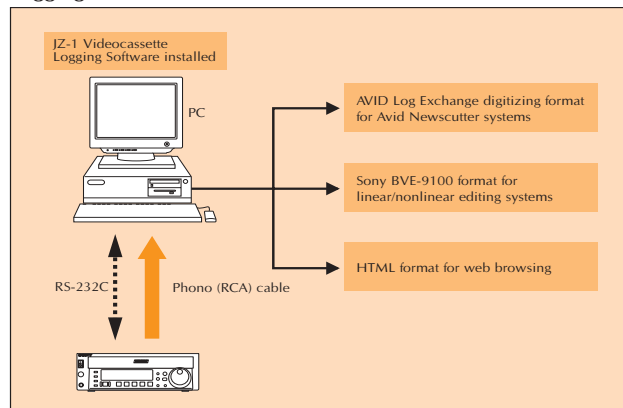 JZ-1 Videocassette
Logging Software installed
PC
AVID Log Exchange digitizing format
for Avid Newscutter systems
Sony BVE-9100 format for
linear/nonlinear editing systems
HTML format for web browsing
RS-232C
Phono (RCA) cable